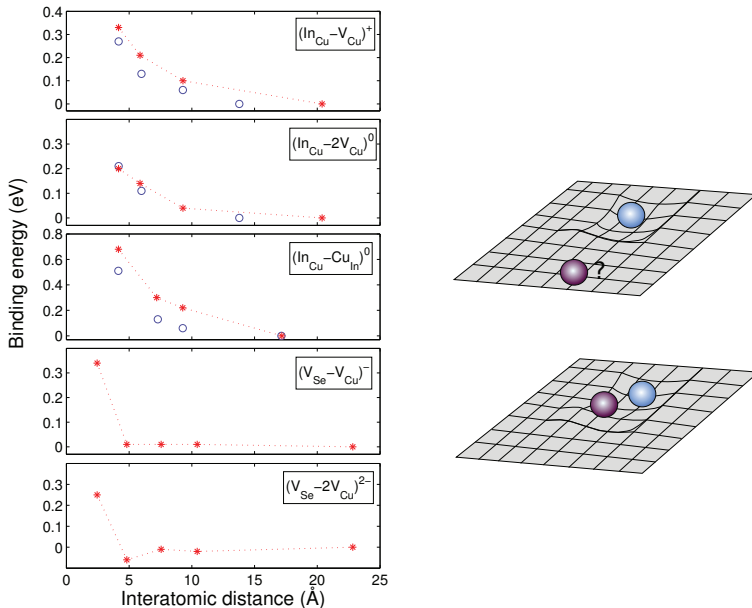 0.4
0.3
0.2
0.1
0
(In_Cu−V_Cu)^+
0.4
0.2
0
(In_Cu−2V_Cu)^0
0.8
0.6
0.4
0.2
0
(In_Cu−Cu_In)^0
0.3
0.2
0.1
0
(V_Se−V_Cu)^−
0.3
0.2
0.1
0
(V_Se−2V_Cu)^2−
0 5 10 15 20 25
Interatomic distance (Å)
Binding energy (eV)
?